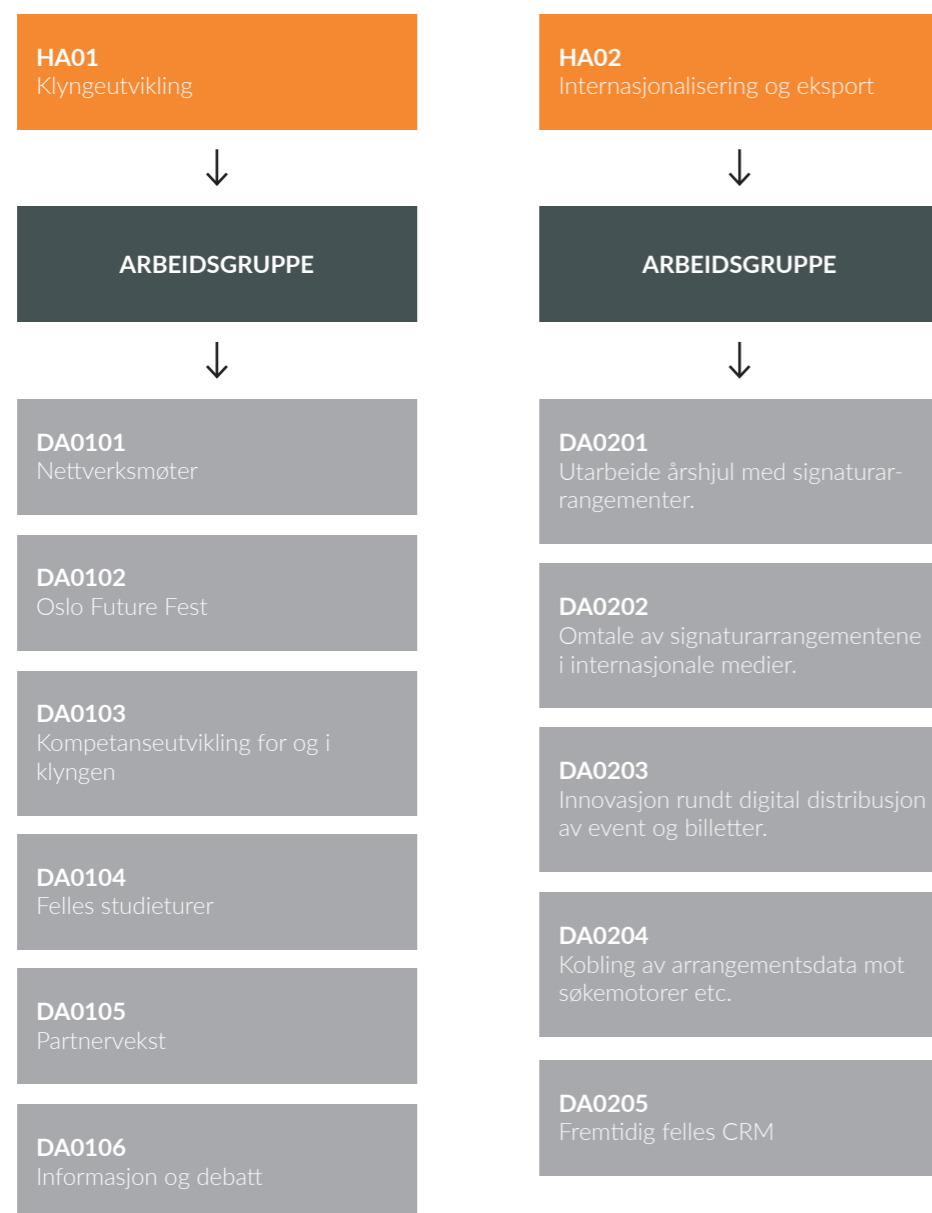 HA01
Klyngeutvikling
ARBEIDSGRUPPE
DA0101
Nettverksmøter
DA0102
Oslo Future Fest
DA0103
Kompetanseutvikling for og i
klyngen
DA0104
Felles studieturer
DA0105
Partnervekst
DA0106
Informasjon og debatt
HA02
Internasjonalisering og eksport
ARBEIDSGRUPPE
DA0201
Utarbeide årshjul med signaturar-
rangementer.
DA0202
Omtale av signaturarrangementene
i internasjonale medier.
DA0203
Innovasjon rundt digital distribusjon
av event og billetter.
DA0204
Kobling av arrangementsdata mot
søkemotorer etc.
DA0205
Fremtidig felles CRM